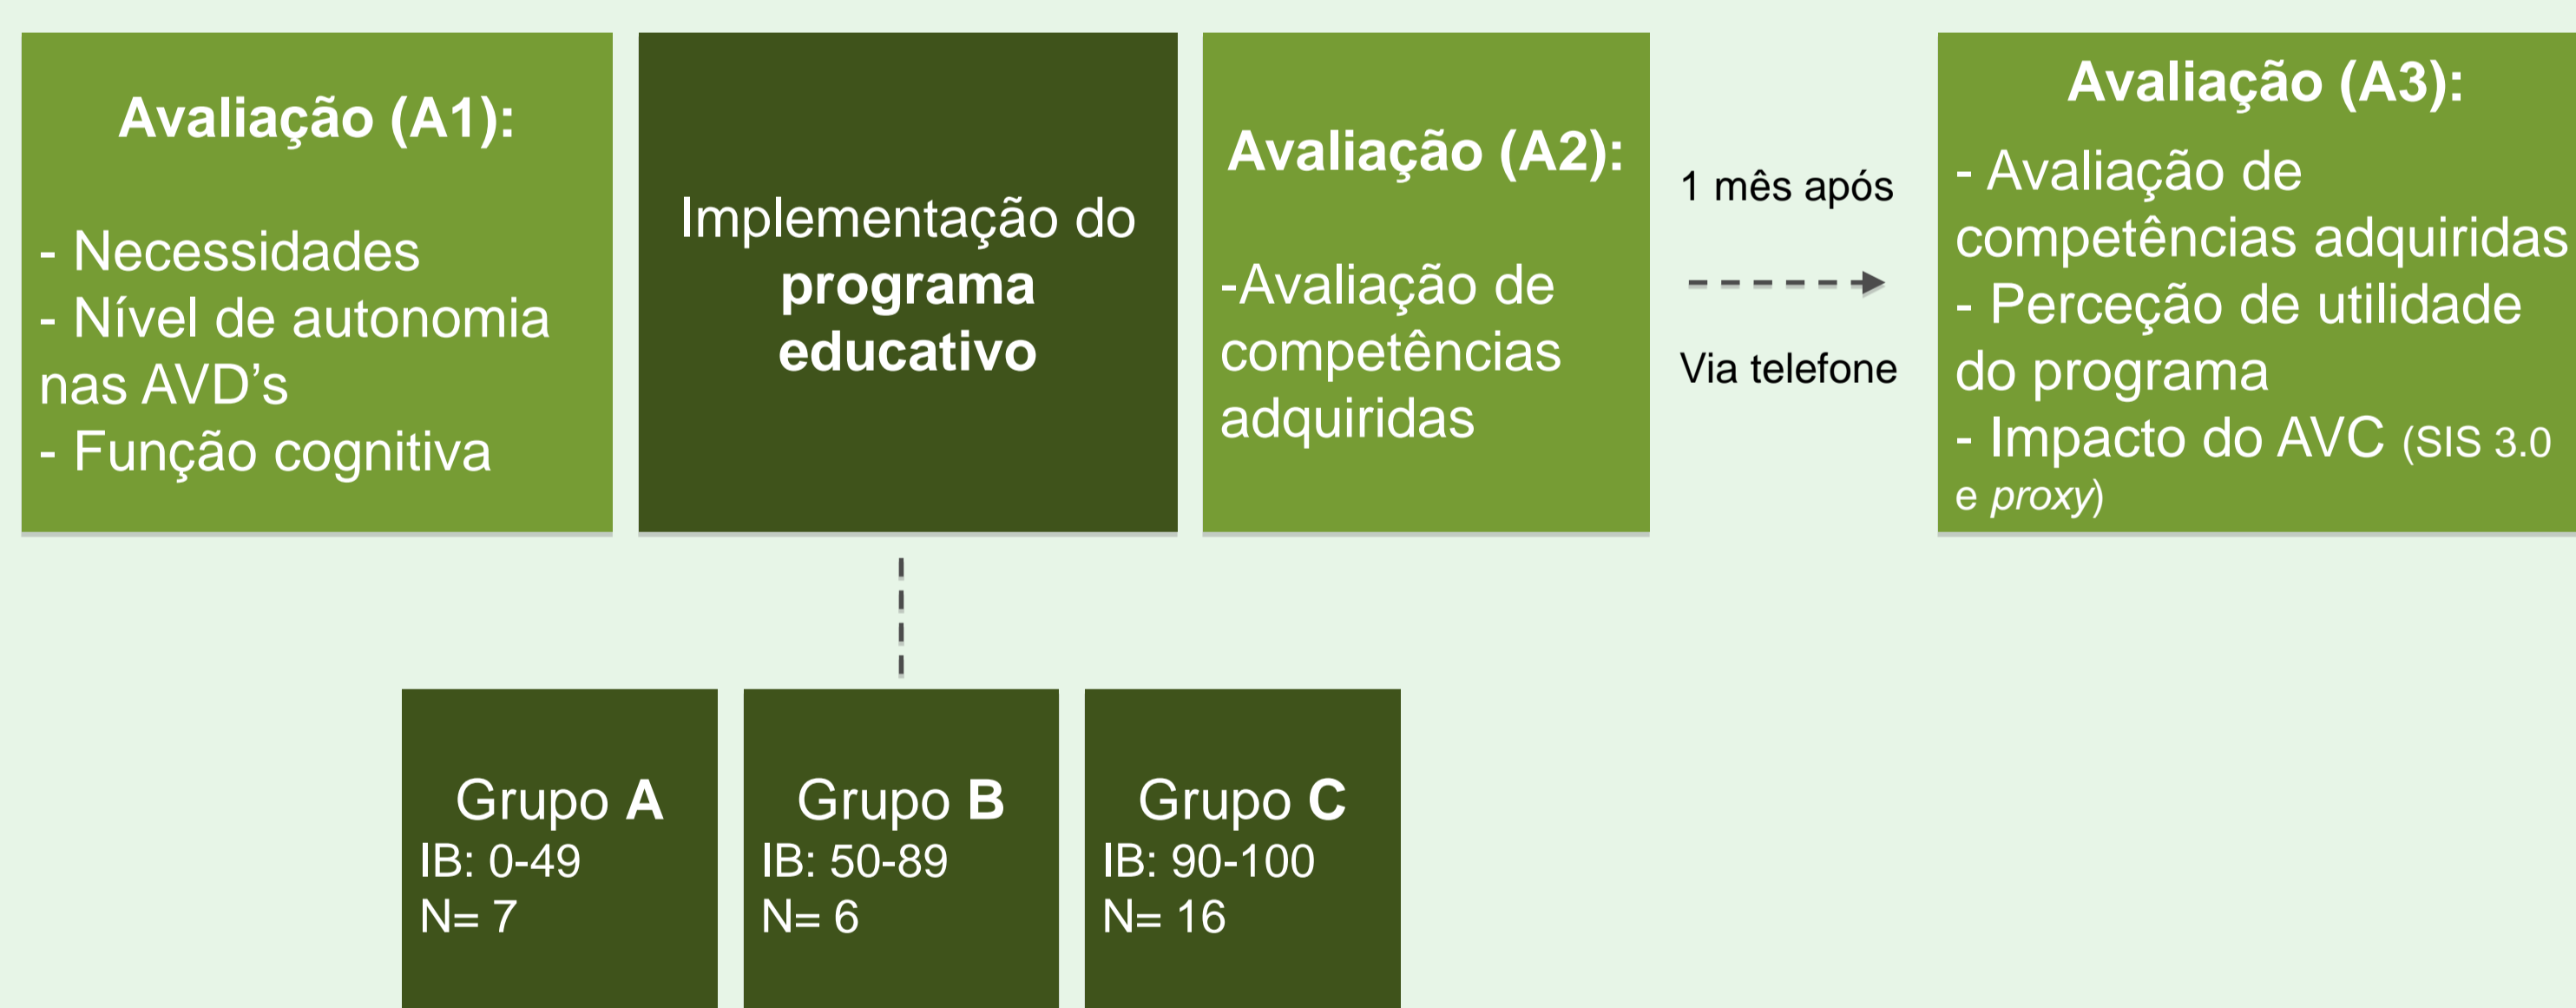 Avaliação (A1):
- Necessidades
- Nível de autonomia
nas AVD’s
- Função cognitiva
Implementação do
programa
educativo
Avaliação (A2):
-Avaliação de
competências
adquiridas
1 mês após
Via telefone
Avaliação (A3):
- Avaliação de
competências adquiridas
- Perceção de utilidade
do programa
- Impacto do AVC (SIS 3.0
e proxy)
Grupo A
IB: 0-49
N= 7
Grupo B
IB: 50-89
N= 6
Grupo C
IB: 90-100
N= 16